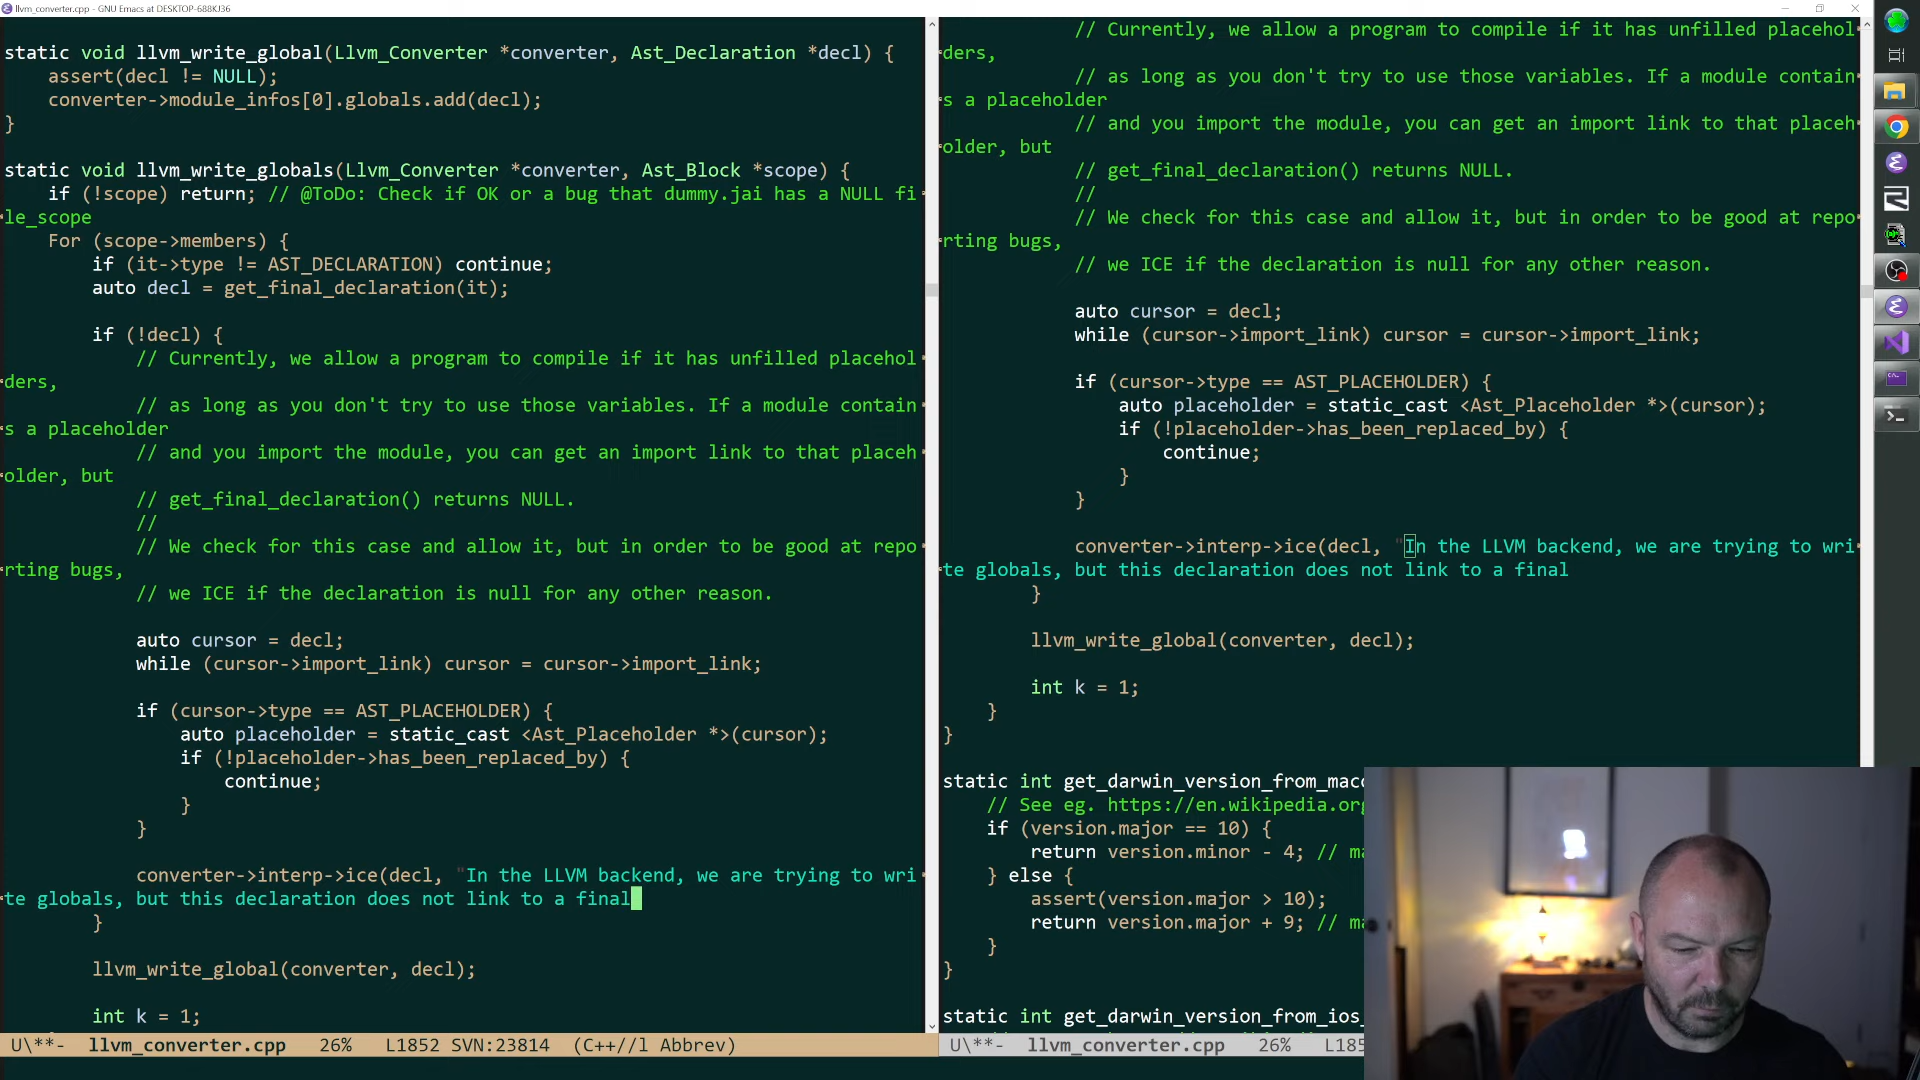 llvm_converter.cpp - GNU Emacs at DESKTOP-688KJ36
static void llvm_write_global(Llvm_Converter *converter, Ast_Declaration *decl) {
    assert(decl != NULL);
    converter->module_infos[0].globals.add(decl);
}
static void llvm_write_globals(Llvm_Converter *converter, Ast_Block *scope) {
    if (!scope) return; // @ToDo: Check if OK or a bug that dummy.jai has a NULL fi
le_scope
    For (scope->members) {
        if (it->type != AST_DECLARATION) continue;
        auto decl = get_final_declaration(it);
        if (!decl) {
            // Currently, we allow a program to compile if it has unfilled placehol
ders,
            // as long as you don't try to use those variables. If a module contain
s a placeholder
            // and you import the module, you can get an import link to that placeh
older, but
            // get_final_declaration() returns NULL.
            //
            // We check for this case and allow it, but in order to be good at repo
rting bugs,
            // we ICE if the declaration is null for any other reason.
            auto cursor = decl;
            while (cursor->import_link) cursor = cursor->import_link;
            if (cursor->type == AST_PLACEHOLDER) {
                auto placeholder = static_cast <Ast_Placeholder *>(cursor);
                if (!placeholder->has_been_replaced_by) {
                    continue;
                }
            }
            converter->interp->ice(decl, "In the LLVM backend, we are trying to wri
te globals, but this declaration does not link to a final
        }
        llvm_write_global(converter, decl);
        int k = 1;
U\**-  llvm_converter.cpp   26%   L1852 SVN:23814  (C++//l Abbrev)
            // Currently, we allow a program to compile if it has unfilled placehol
ders,
            // as long as you don't try to use those variables. If a module contain
s a placeholder
            // and you import the module, you can get an import link to that placeh
older, but
            // get_final_declaration() returns NULL.
            //
            // We check for this case and allow it, but in order to be good at repo
rting bugs,
            // we ICE if the declaration is null for any other reason.
            auto cursor = decl;
            while (cursor->import_link) cursor = cursor->import_link;
            if (cursor->type == AST_PLACEHOLDER) {
                auto placeholder = static_cast <Ast_Placeholder *>(cursor);
                if (!placeholder->has_been_replaced_by) {
                    continue;
                }
            }
            converter->interp->ice(decl, "In the LLVM backend, we are trying to wri
te globals, but this declaration does not link to a final
        }
        llvm_write_global(converter, decl);
        int k = 1;
    }
}
static int get_darwin_version_from_mac
    // See eg. https://en.wikipedia.org
    if (version.major == 10) {
        return version.minor - 4; // ma
    } else {
        assert(version.major > 10);
        return version.major + 9; // ma
    }
}
static int get_darwin_version_from_ios_
U\**-  llvm_converter.cpp   26%   L185